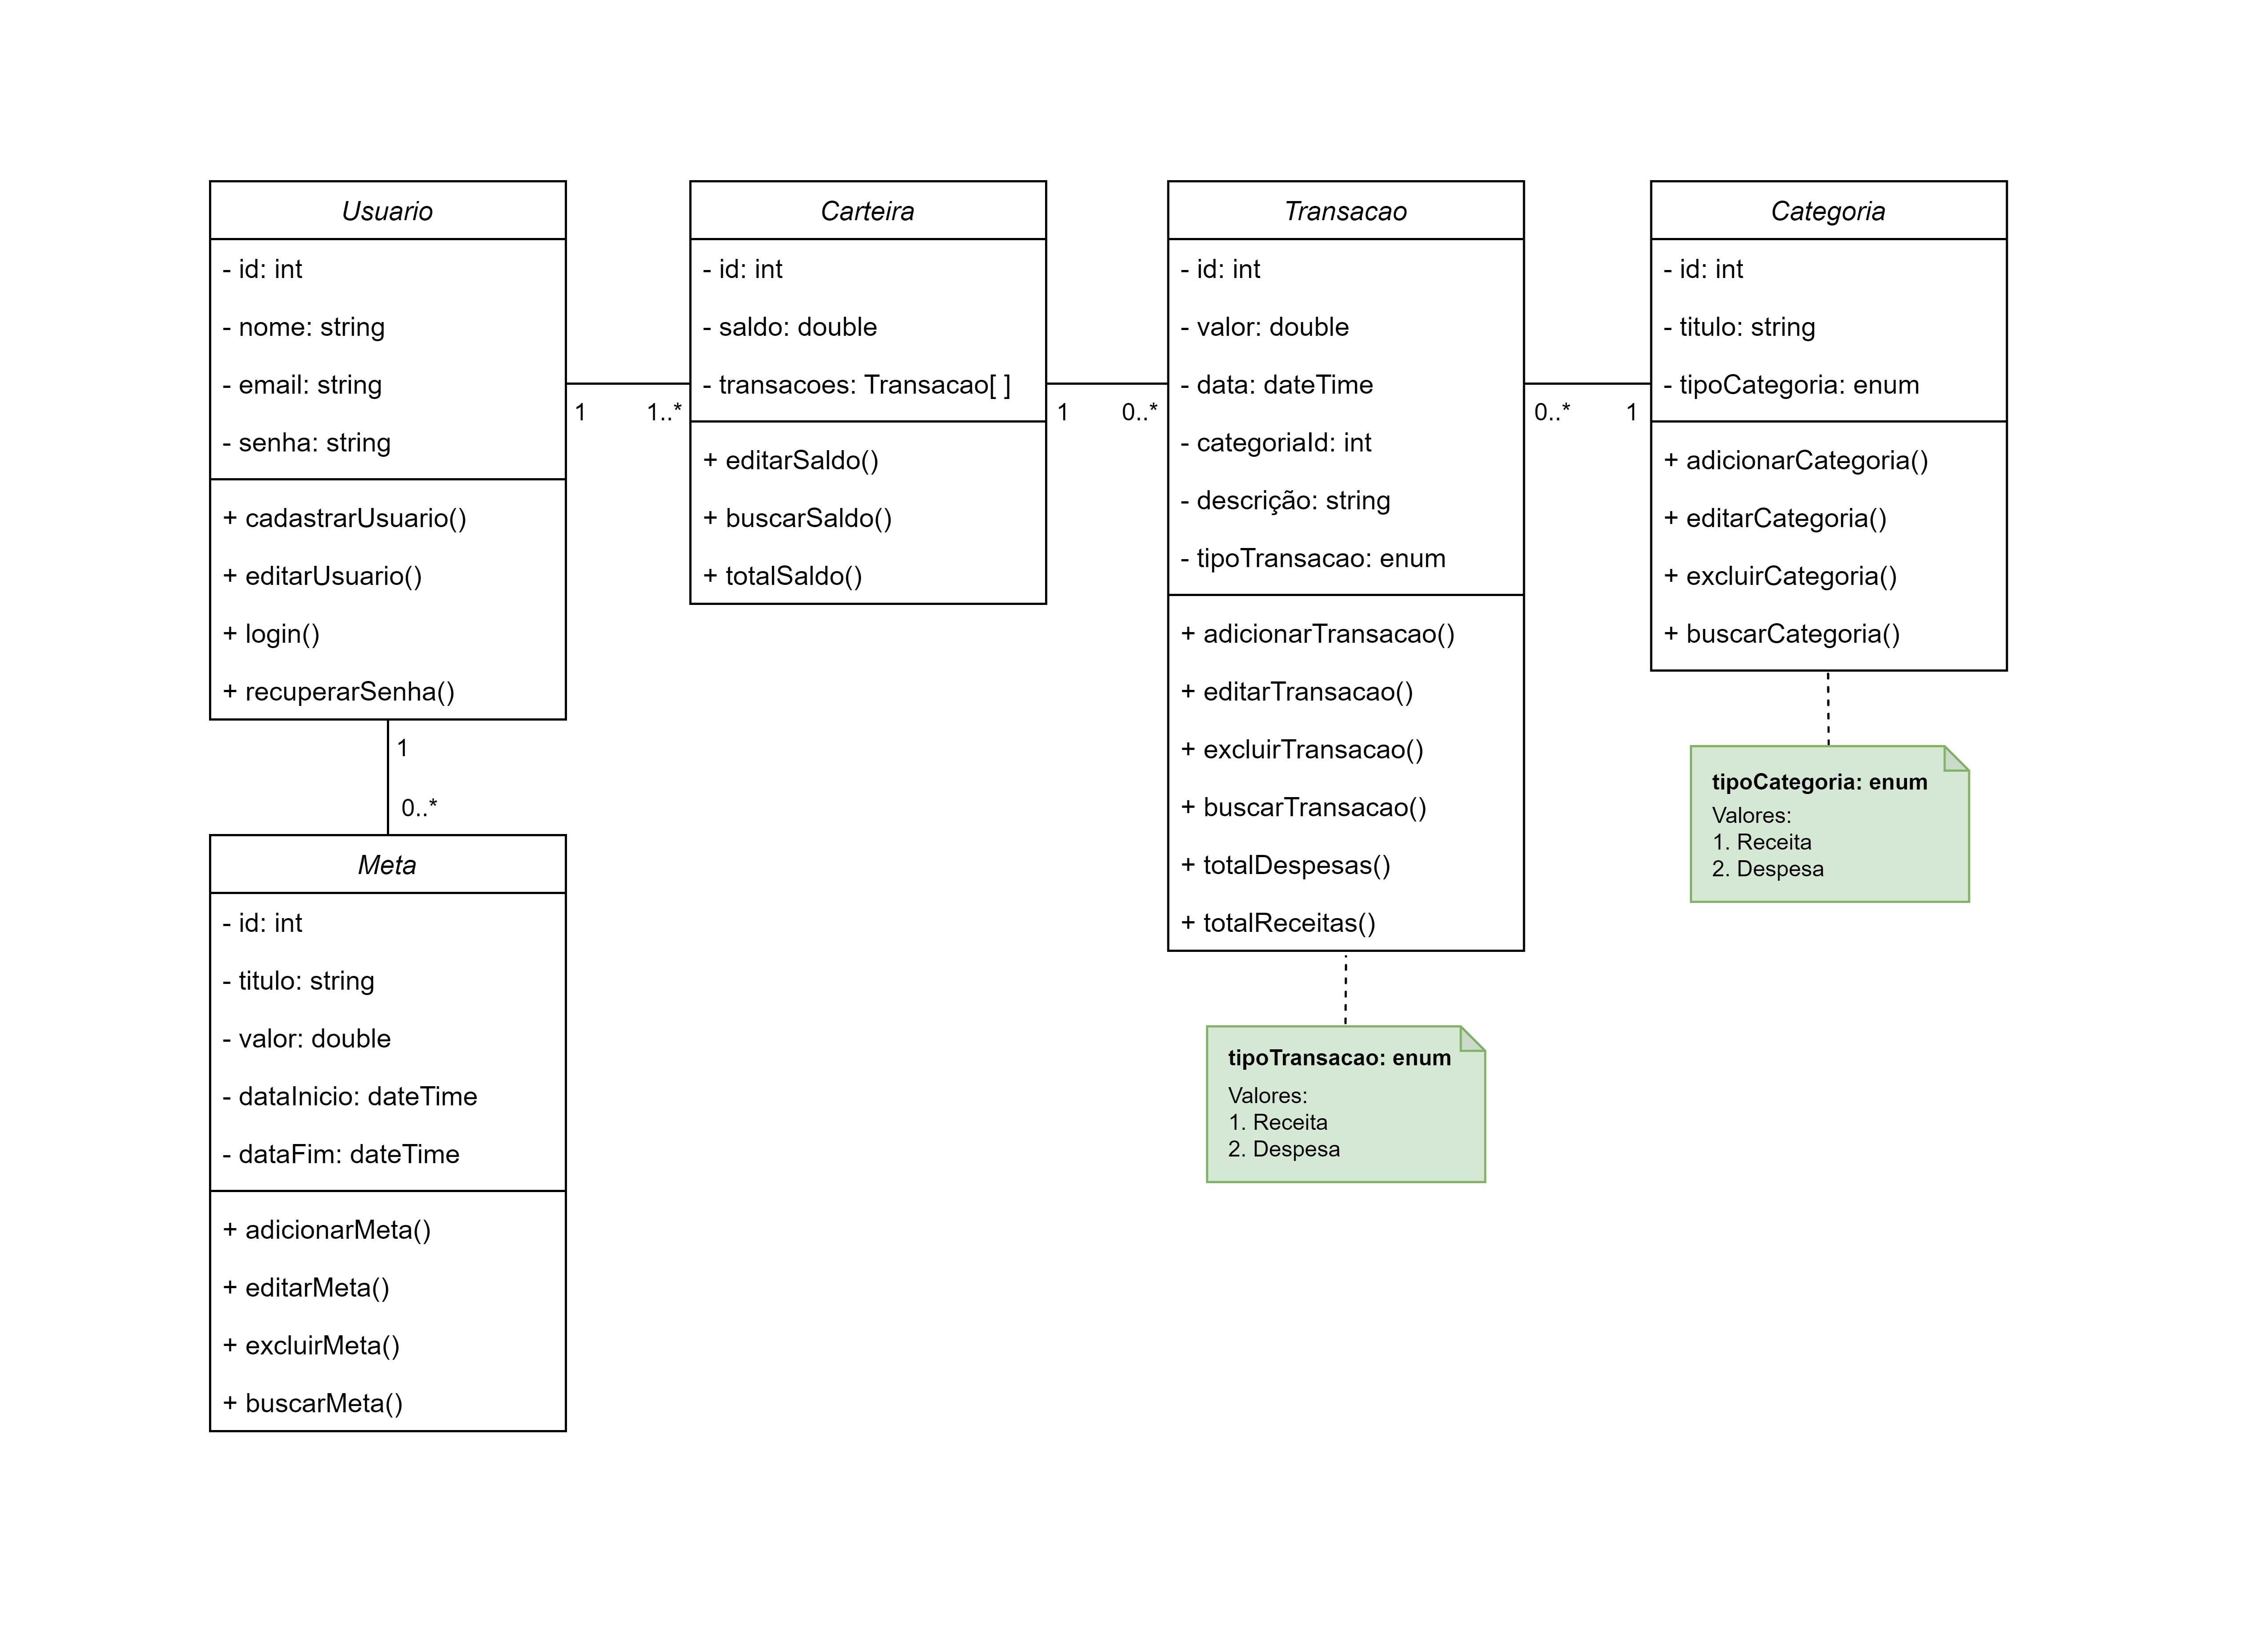 Usuario
- id: int
- nome: string
- email: string
- senha: string
+ cadastrarUsuario()
+ editarUsuario()
+ login()
+ recuperarSenha()
1
1..*
Carteira
- id: int
- saldo: double
- transacoes: Transacao[ ]
+ editarSaldo()
+ buscarSaldo()
+ totalSaldo()
1
0..*
Transacao
- id: int
- valor: double
- data: dateTime
- categoriaId: int
- descrição: string
- tipoTransacao: enum
+ adicionarTransacao()
+ editarTransacao()
+ excluirTransacao()
+ buscarTransacao()
+ totalDespesas()
+ totalReceitas()
0..*
1
Categoria
- id: int
- titulo: string
- tipoCategoria: enum
+ adicionarCategoria()
+ editarCategoria()
+ excluirCategoria()
+ buscarCategoria()
tipoCategoria: enum
Valores:
1. Receita
2. Despesa
tipoTransacao: enum
Valores:
1. Receita
2. Despesa
1
0..*
Meta
- id: int
- titulo: string
- valor: double
- dataInicio: dateTime
- dataFim: dateTime
+ adicionarMeta()
+ editarMeta()
+ excluirMeta()
+ buscarMeta()